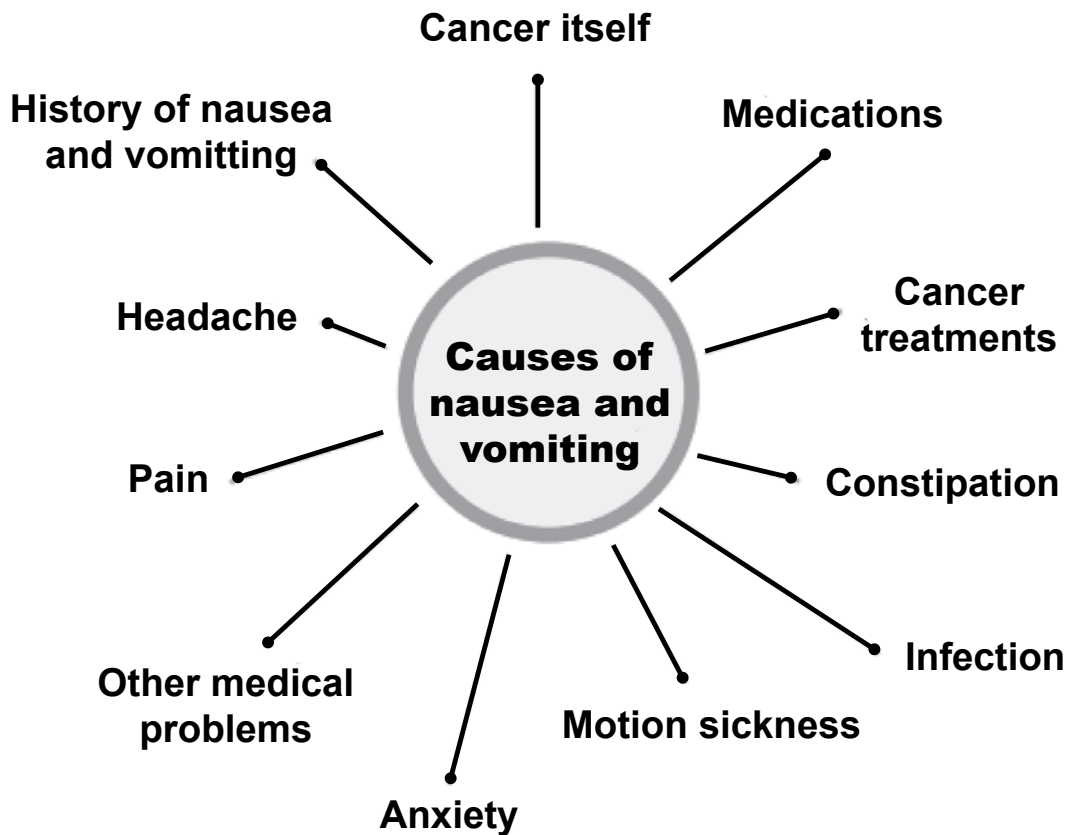 Cancer itself
History of nausea
and vomitting
Medications
Headache
Cancer
treatments
Causes of
nausea and
vomiting
Pain
Constipation
Other medical
problems
Infection
Motion sickness
Anxiety